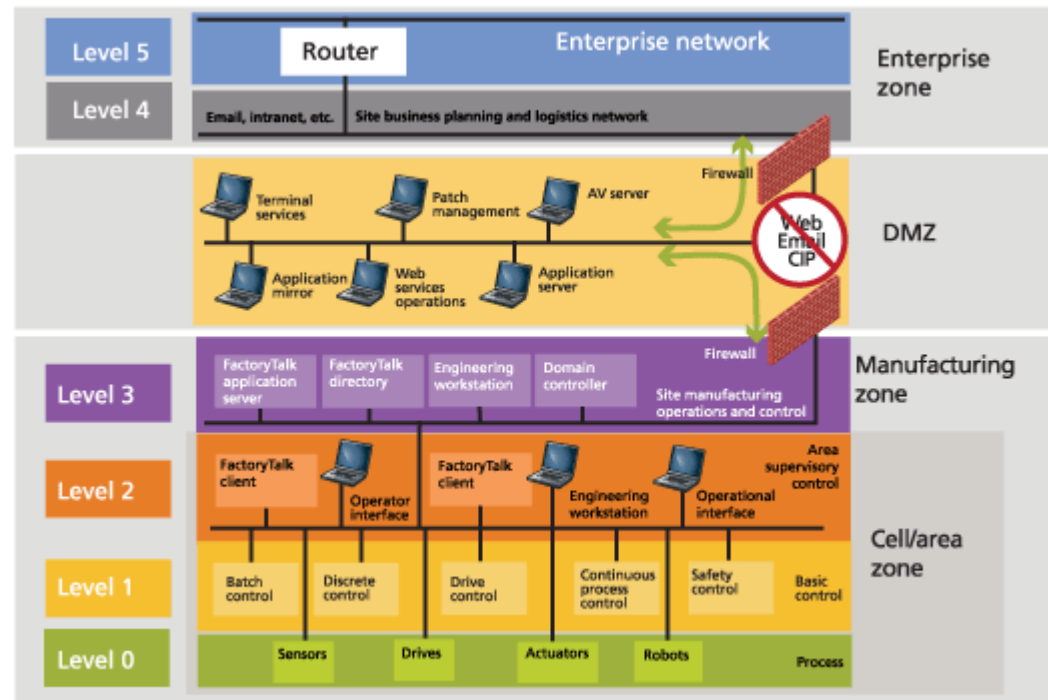 Level 5
Router
Enterprise network
Enterprise
zone
Level 4
Email, intranet, etc.
Site business planning and logistics network
Firewall
Terminal
services
Patch
management
AV server
Web
Email
CIP
DMZ
Application
mirror
Web
services
operations
Application
server
Firewall
Manufacturing
zone
Level 3
FactoryTalk
application
server
FactoryTalk
directory
Engineering
workstation
Domain
controller
Site manufacturing
operations and control
Level 2
FactoryTalk
client
Operator
interface
FactoryTalk
client
Engineering
workstation
Operational
interface
Area
supervisory
control
Cell/area
zone
Level 1
Batch
control
Discrete
control
Drive
control
Continuous
process
control
Safety
control
Basic
control
Level 0
Sensors
Drives
Actuators
Robots
Process